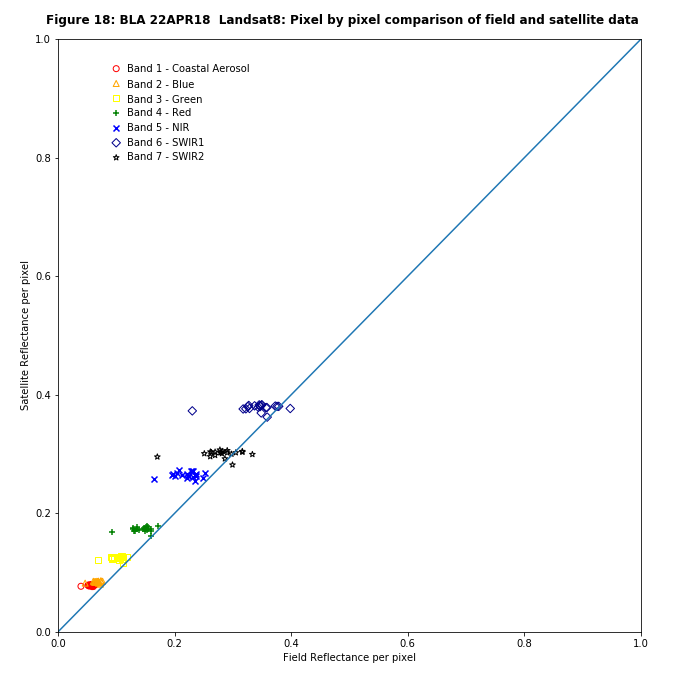 Figure 18: BLA 22APR18  Landsat8: Pixel by pixel comparison of field and satellite data
1.0
Band 1 - Coastal Aerosol
Band 2 - Blue
Band 3 - Green
Band 4 - Red
Band 5 - NIR
Band 6 - SWIR1
Band 7 - SWIR2
0.8
0.6
Satellite Reflectance per pixel
0.4
0.2
0.0
0.0 0.2 0.4 0.6 0.8 1.0
Field Reflectance per pixel